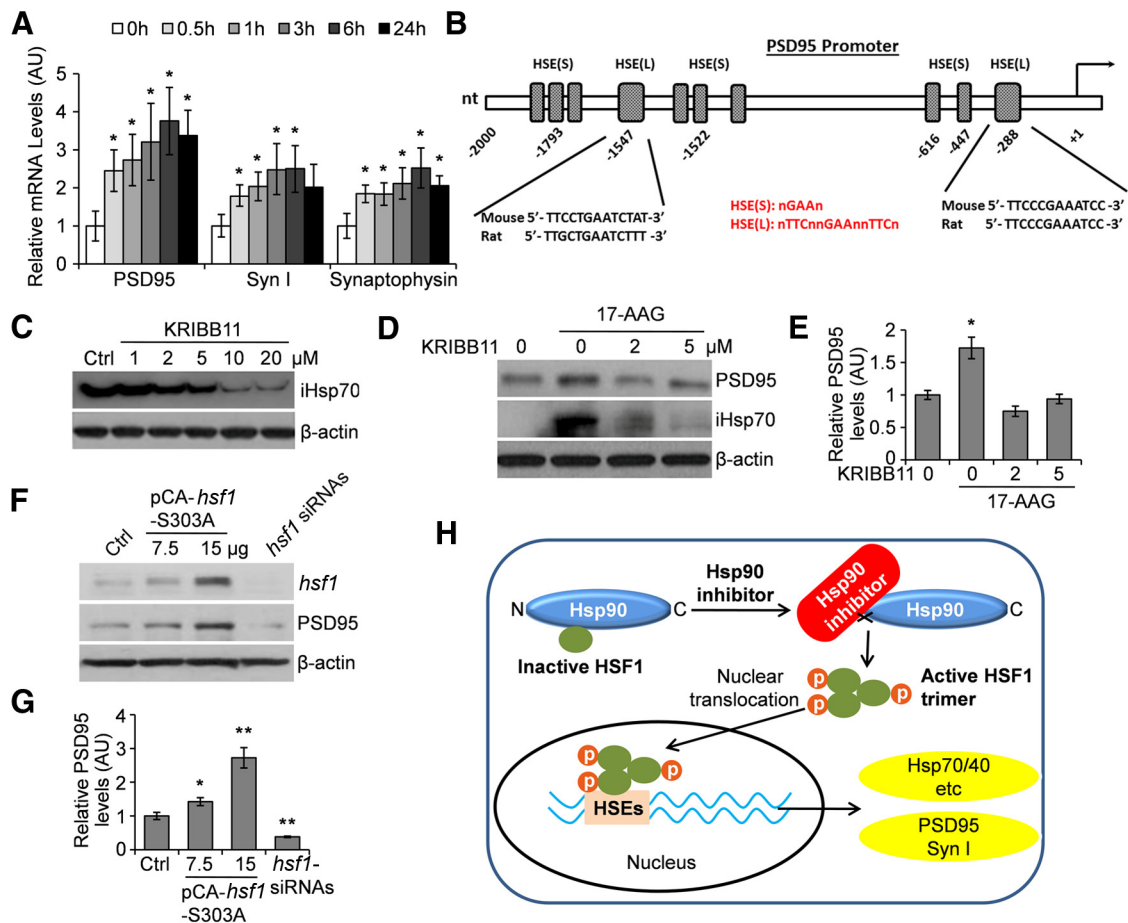 A
0h 0.5h 1h 3h 6h 24h
Relative mRNA Levels (AU)
5
4
3
2
1
0
* * * * *
* * * *
* * * * *
PSD95 Syn I Synaptophysin
B
PSD95 Promoter
HSE(S) HSE(L) HSE(S) HSE(S) HSE(L)
nt
-2000 -1793 -1547 -1522 -616 -447 -288 +1
Mouse 5'- TTCCTGAATCTAT-3'
Rat 5'- TTGCTGAATCTTT -3'
HSE(S): nGAAn
HSE(L): nTTCnnGAAnnTTCn
Mouse 5'- TTCCCGAAATCC -3'
Rat 5'- TTCCCGAAATCC -3'
C
KRIBB11
Ctrl 1 2 5 10 20 µM
iHsp70
β-actin
D
17-AAG
KRIBB11 0 0 2 5 µM
PSD95
iHsp70
β-actin
E
Relative PSD95
levels (AU)
2
1.5
1
0.5
0
*
KRIBB11 0 0 2 5
17-AAG
F
pCA-hsf1
-S303A
Ctrl 7.5 15 µg hsf1 siRNAs
hsf1
PSD95
β-actin
G
Relative PSD95
levels (AU)
4
3
2
1
0
* ** **
Ctrl 7.5 15 hsf1-
siRNAs
pCA-hsf1
-S303A
H
N Hsp90 C
Inactive HSF1
Hsp90
inhibitor
Hsp90
inhibitor
Hsp90 C
Nuclear
translocation
p p p
Active HSF1
trimer
p p p
HSEs
Nucleus
Hsp70/40
etc
PSD95
Syn I